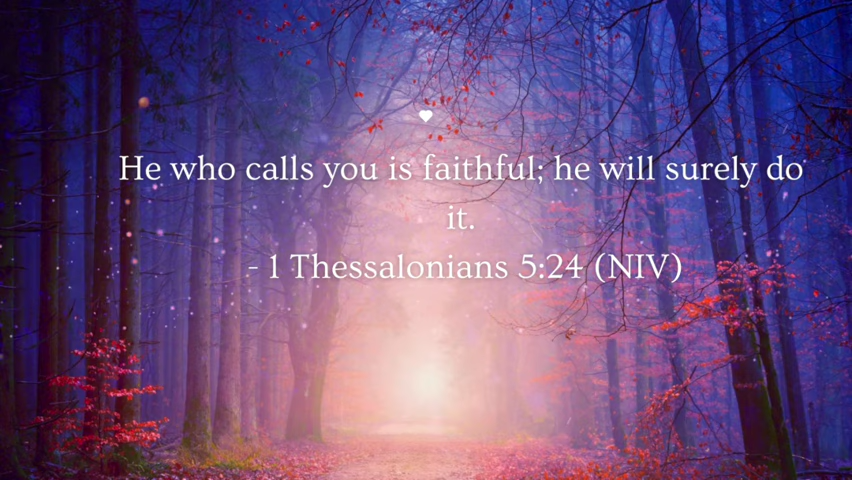 He who calls you is faithful; he will surely do
it.
- 1 Thessalonians 5:24 (NIV)